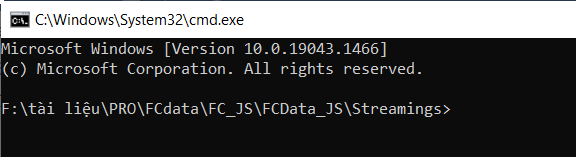 C:\Windows\System32\cmd.exe
Microsoft Windows [Version 10.0.19043.1466]
(c) Microsoft Corporation. All rights reserved.
F:\tài liệu\PRO\FCdata\FC_JS\FCData_JS\Streamings>